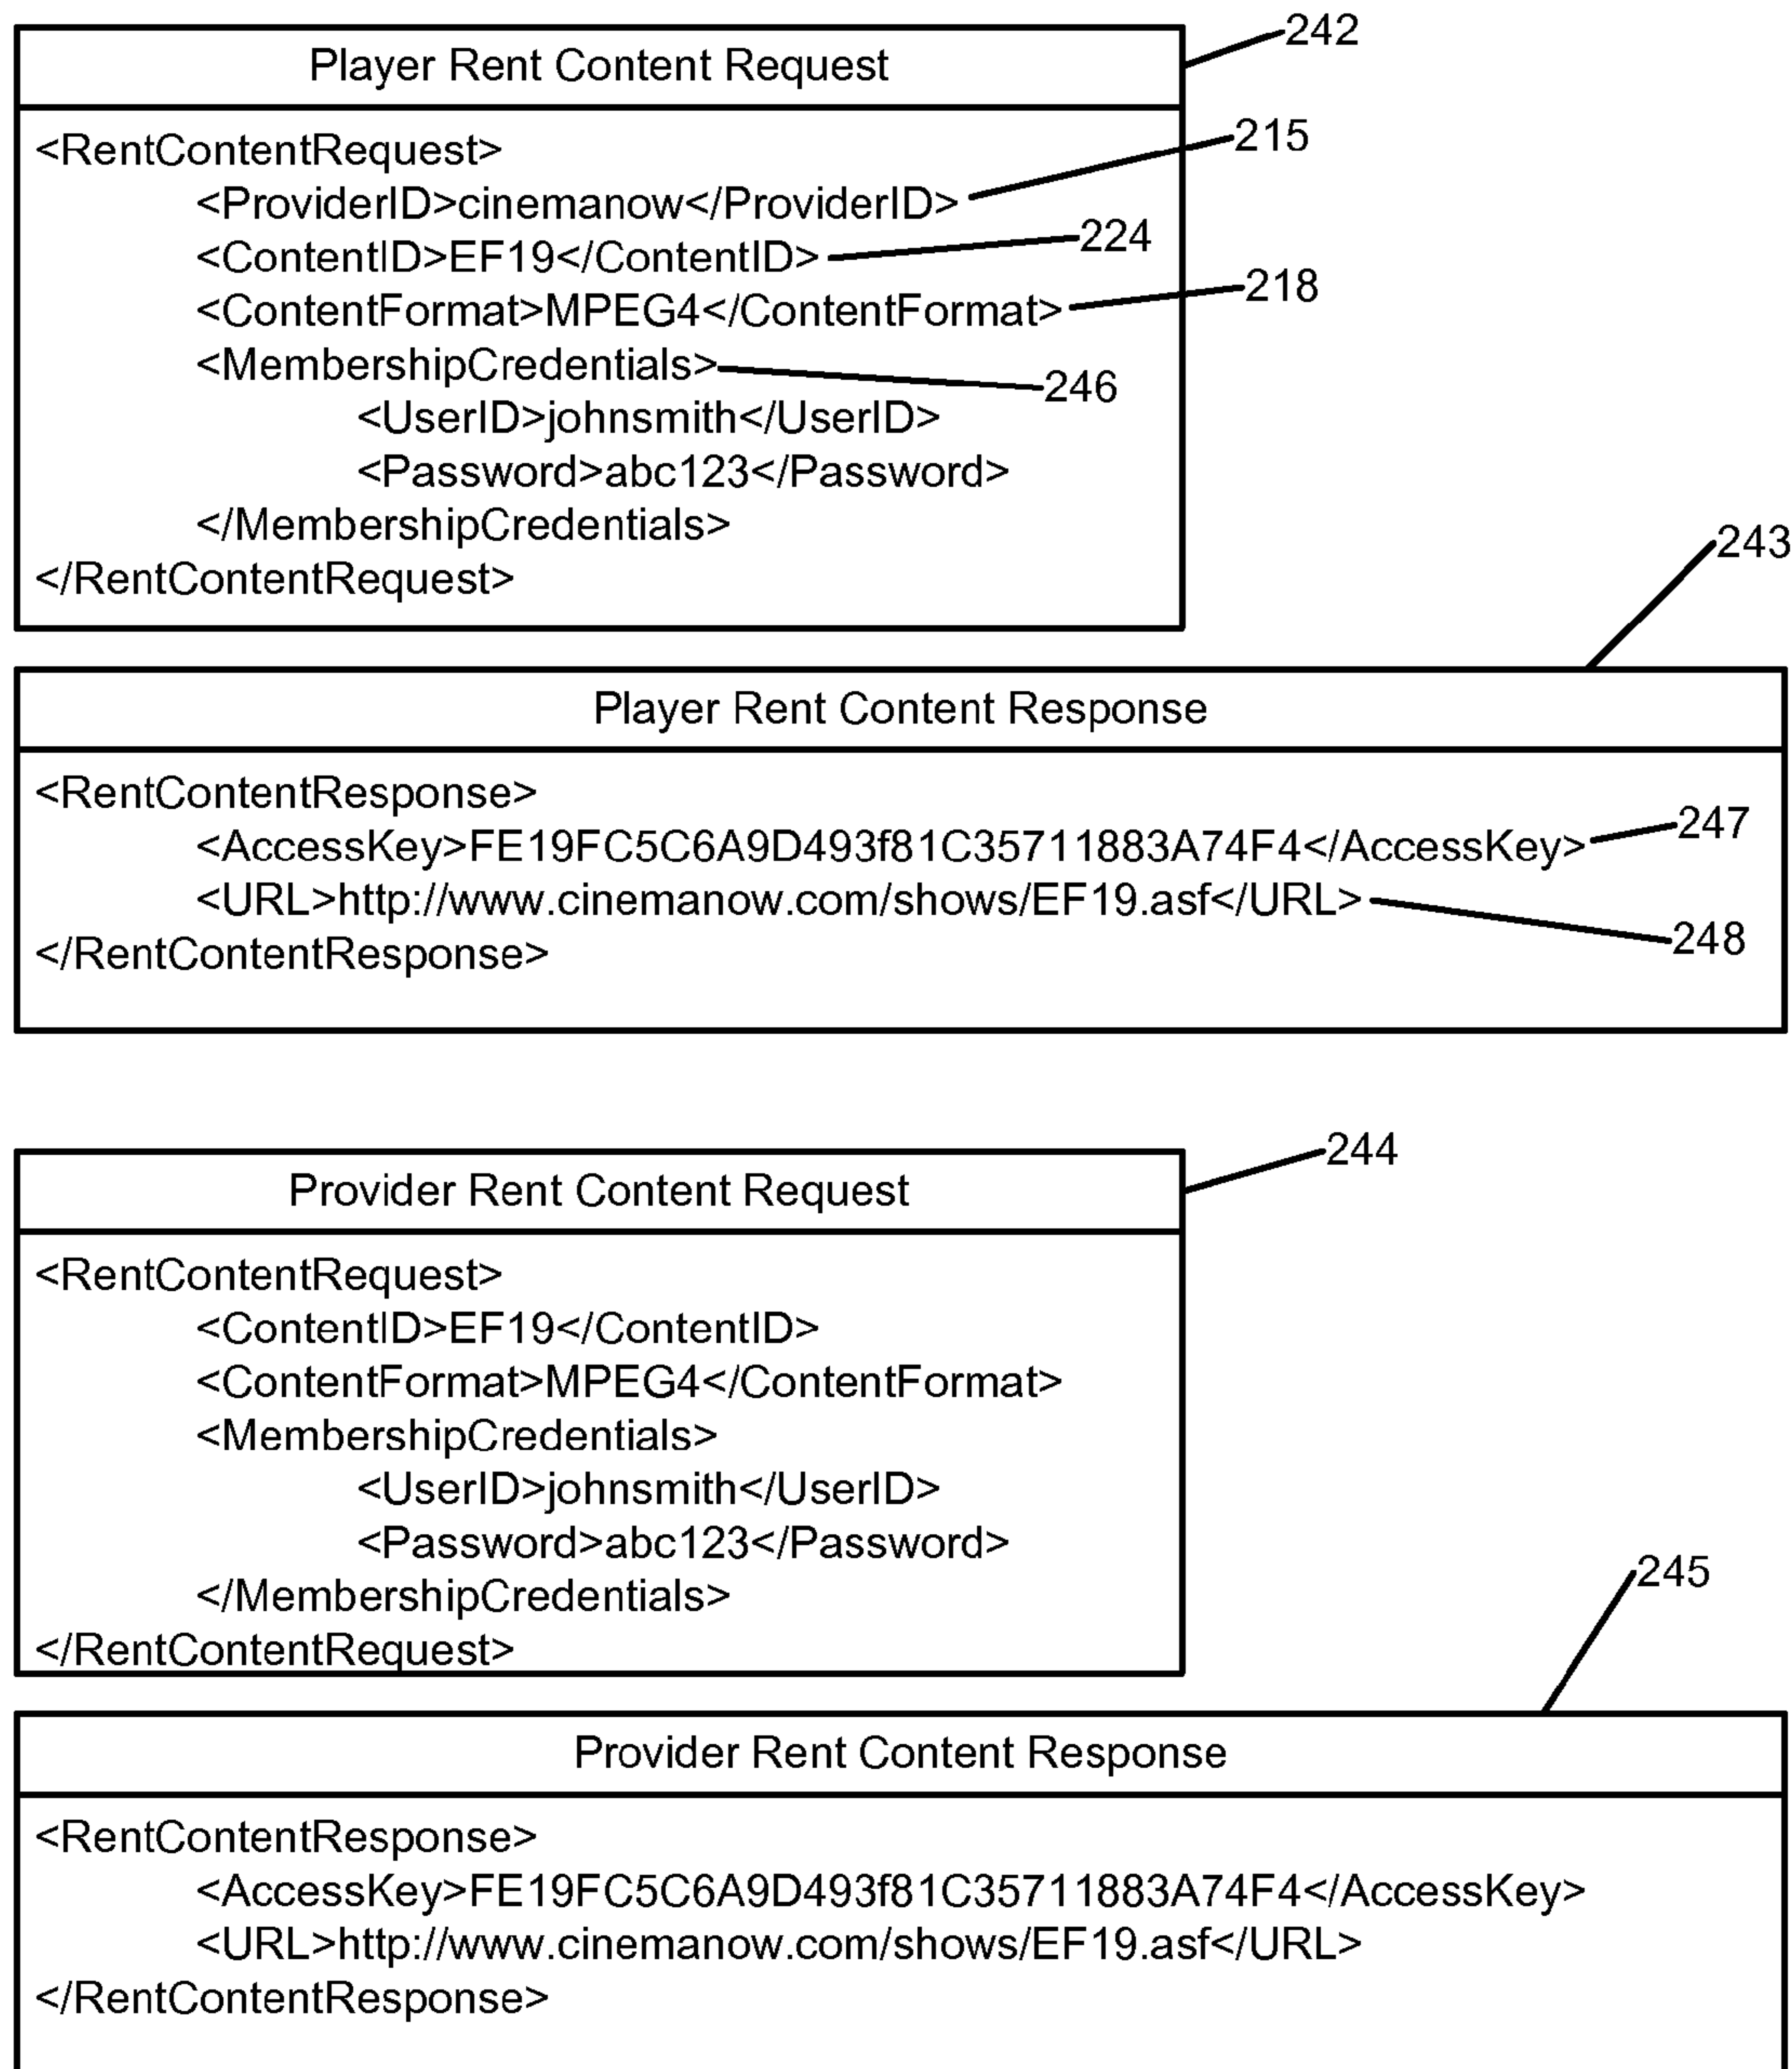 242
Player Rent Content Request
<RentContentRequest>
215
<ProviderID>cinemanow</ProviderID>
224
<ContentID>EF19</ContentID>
218
<ContentFormat>MPEG4</ContentFormat>
<MembershipCredentials>
246
<UserID>johnsmith</UserID>
<Password>abc123</Password>
</MembershipCredentials>
243
</RentContentRequest>
Player Rent Content Response
<RentContentResponse>
247
<AccessKey>FE19FC5C6A9D493f81C35711883A74F4</AccessKey>
<URL>http://www.cinemanow.com/shows/EF19.asf</URL>
248
</RentContentResponse>
244
Provider Rent Content Request
<RentContentRequest>
<ContentID>EF19</ContentID>
<ContentFormat>MPEG4</ContentFormat>
<MembershipCredentials>
<UserID>johnsmith</UserID>
<Password>abc123</Password>
245
</MembershipCredentials>
</RentContentRequest>
Provider Rent Content Response
<RentContentResponse>
<AccessKey>FE19FC5C6A9D493f81C35711883A74F4</AccessKey>
<URL>http://www.cinemanow.com/shows/EF19.asf</URL>
</RentContentResponse>